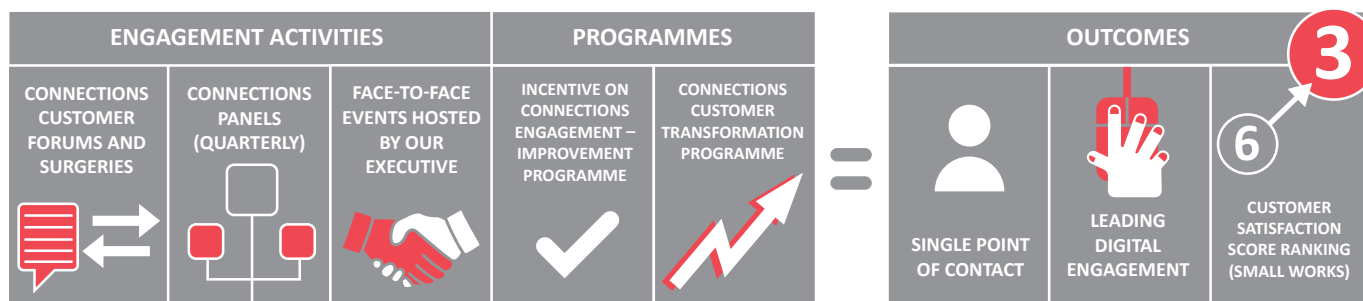 ENGAGEMENT ACTIVITIES
CONNECTIONS
CUSTOMER
FORUMS AND
SURGERIES
CONNECTIONS
PANELS
(QUARTERLY)
FACE-TO-FACE
EVENTS HOSTED
BY OUR
EXECUTIVE
PROGRAMMES
INCENTIVE ON
CONNECTIONS
ENGAGEMENT –
IMPROVEMENT
PROGRAMME
CONNECTIONS
CUSTOMER
TRANSFORMATION
PROGRAMME
=
OUTCOMES
SINGLE POINT
OF CONTACT
LEADING
DIGITAL
ENGAGEMENT
3
6
CUSTOMER
SATISFACTION
SCORE RANKING
(SMALL WORKS)